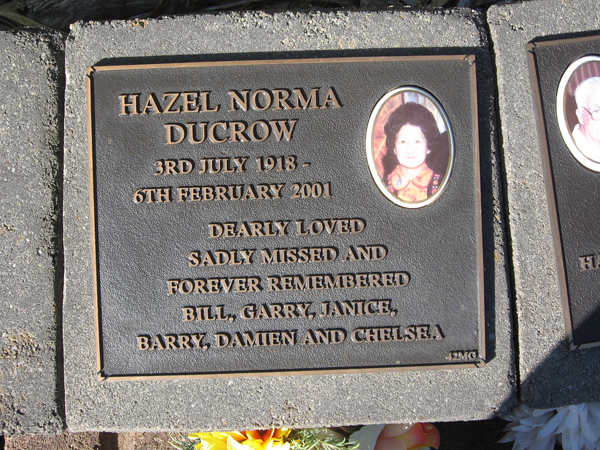 HAZEL NORMA
DUCROW
3RD JULY 1918 -
6TH FEBRUARY 2001
DEARLY LOVED
SADLY MISSED AND
FOREVER REMEMBERED
BILL, GARRY, JANICE,
BARRY, DAMIEN AND CHELSEA
HA